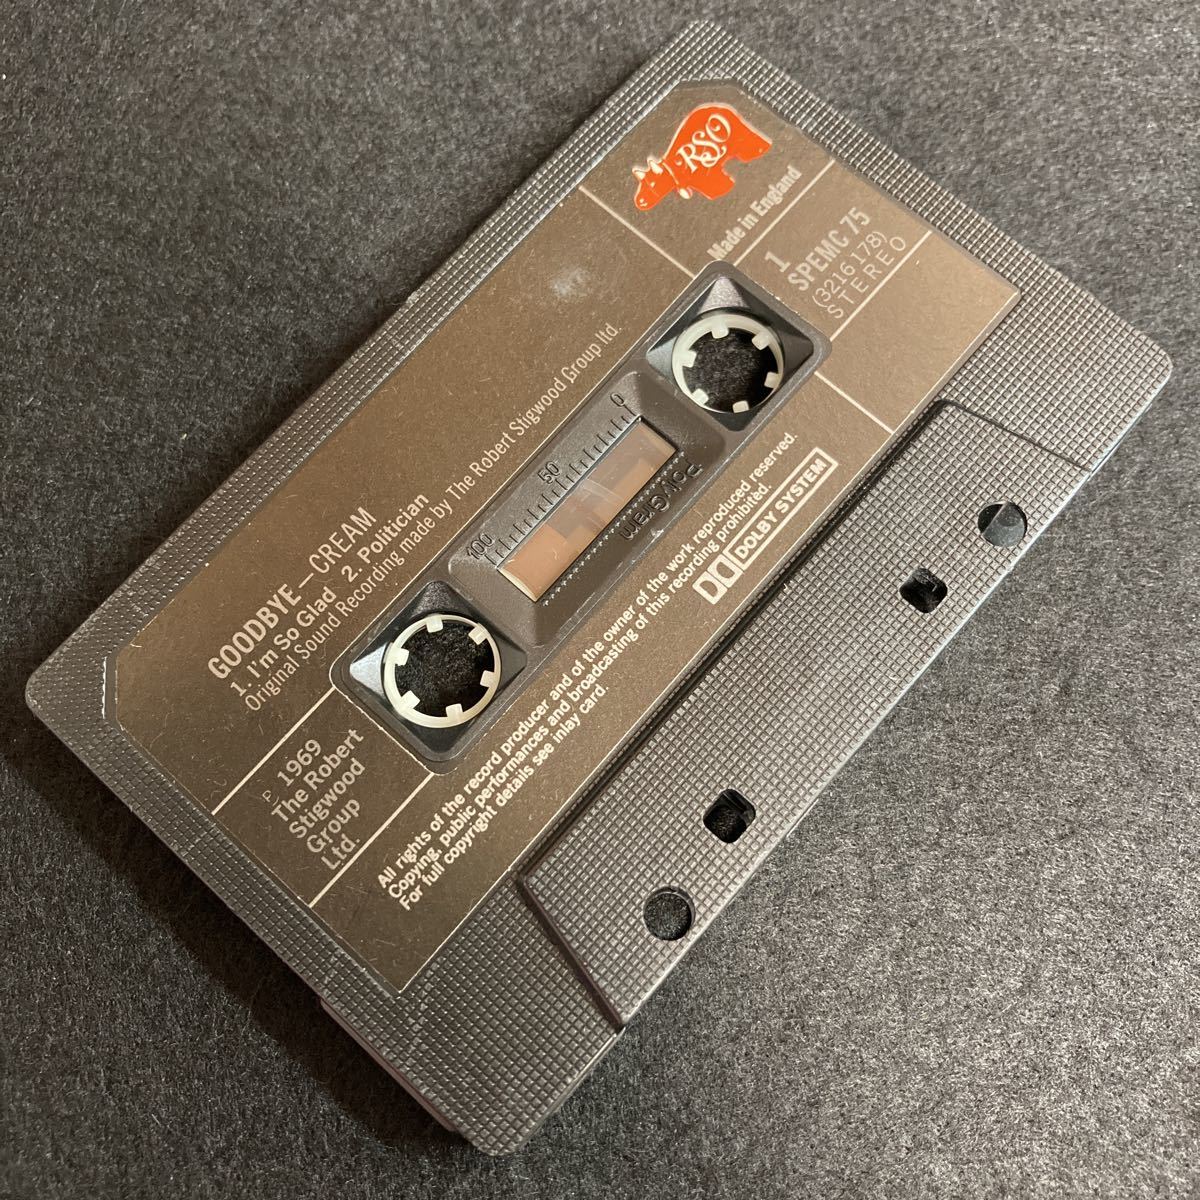 RSO
Made in England
1
SPEMC 75
(3216 178)
STEREO
GOODBYE — CREAM
1. I'm So Glad 2. Politician
Original Sound Recording made by The Robert Stigwood Group ltd.
℗ 1969
The Robert
Stigwood
Group
Ltd.
100 50 0
PolyGram
All rights of the record producer and of the owner of the work reproduced reserved.
Copying, public performances and broadcasting of this recording prohibited.
For full copyright details see inlay card.
DOLBY SYSTEM